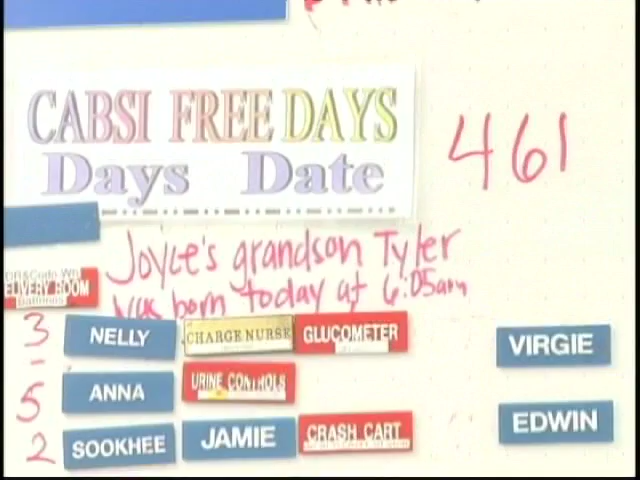 CABSI FREE DAYS
Days Date
461
Joyce's grandson Tyler
was born today at 6:05am
DELIVERY ROOM
3 NELLY CHARGE NURSE GLUCOMETER VIRGIE
- 
5 ANNA URINE CONTROLS
2 SOOKHEE JAMIE CRASH CART EDWIN